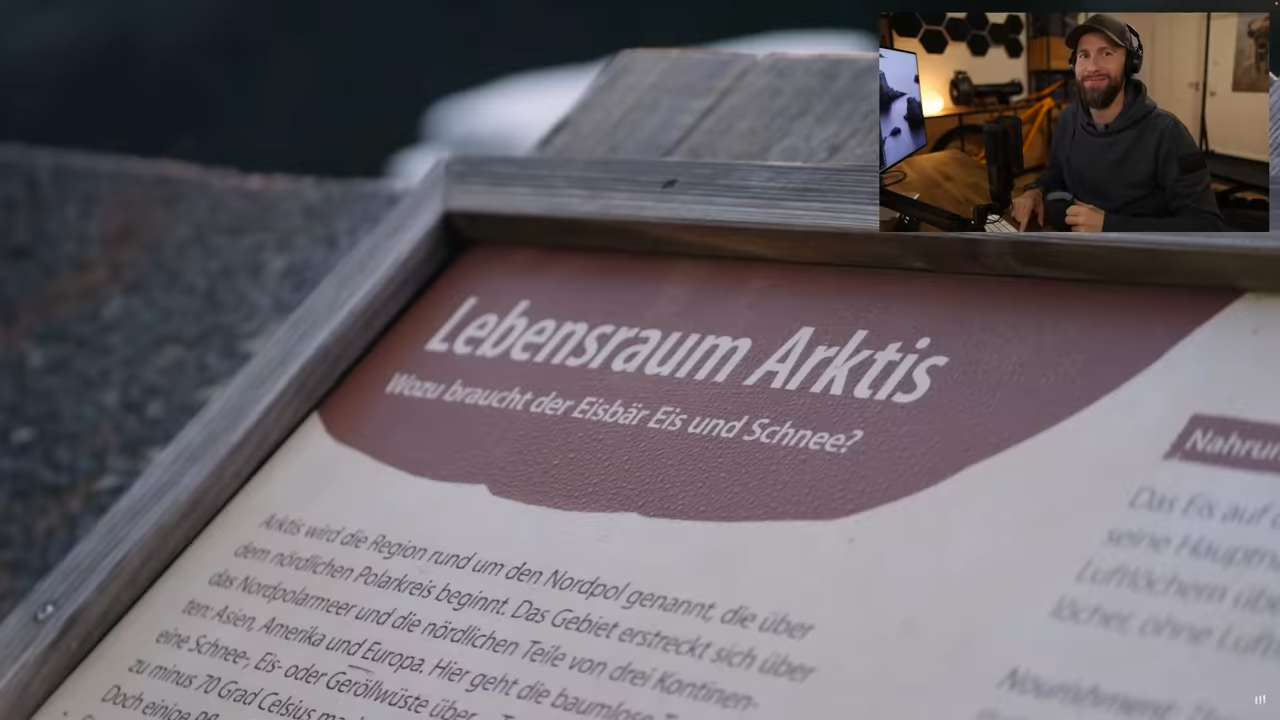 Lebensraum Arktis
Wozu braucht der Eisbär Eis und Schnee?
Arktis wird die Region rund um den Nordpol genannt, die über
dem nördlichen Polarkreis beginnt. Das Gebiet erstreckt sich über
das Nordpolarmeer und die nördlichen Teile von drei Kontinen-
ten: Asien, Amerika und Europa. Hier geht die baumlose
eine Schnee-, Eis- oder Geröllwüste über.
zu minus 70 Grad Celsius
Doch einige
Das Eis auf
seine
Luftlöchern
löcher, ohne
Nourishment:
!!!